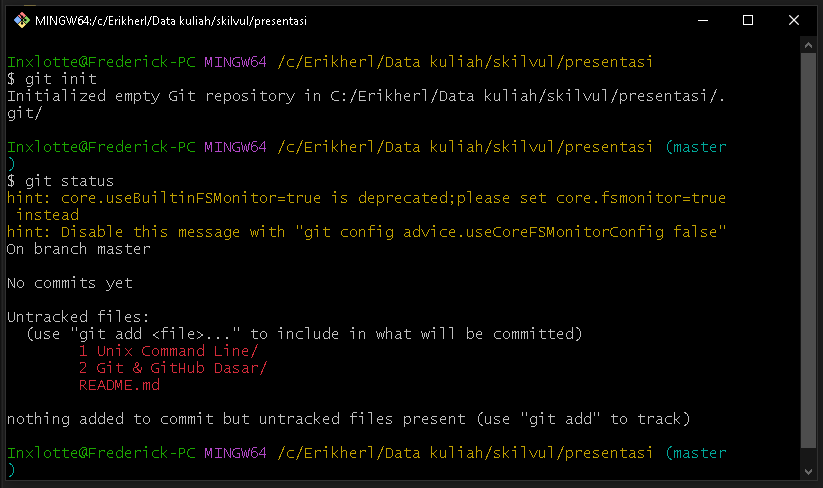 MINGW64:/c/Erikherl/Data kuliah/skilvul/presentasi
Inxlotte@Frederick-PC MINGW64 /c/Erikherl/Data kuliah/skilvul/presentasi
$ git init
Initialized empty Git repository in C:/Erikherl/Data kuliah/skilvul/presentasi/.
git/
Inxlotte@Frederick-PC MINGW64 /c/Erikherl/Data kuliah/skilvul/presentasi (master
)
$ git status
hint: core.useBuiltinFSMonitor=true is deprecated;please set core.fsmonitor=true
 instead
hint: Disable this message with "git config advice.useCoreFSMonitorConfig false"
On branch master
No commits yet
Untracked files:
  (use "git add <file>..." to include in what will be committed)
        1 Unix Command Line/
        2 Git & GitHub Dasar/
        README.md
nothing added to commit but untracked files present (use "git add" to track)
Inxlotte@Frederick-PC MINGW64 /c/Erikherl/Data kuliah/skilvul/presentasi (master
)